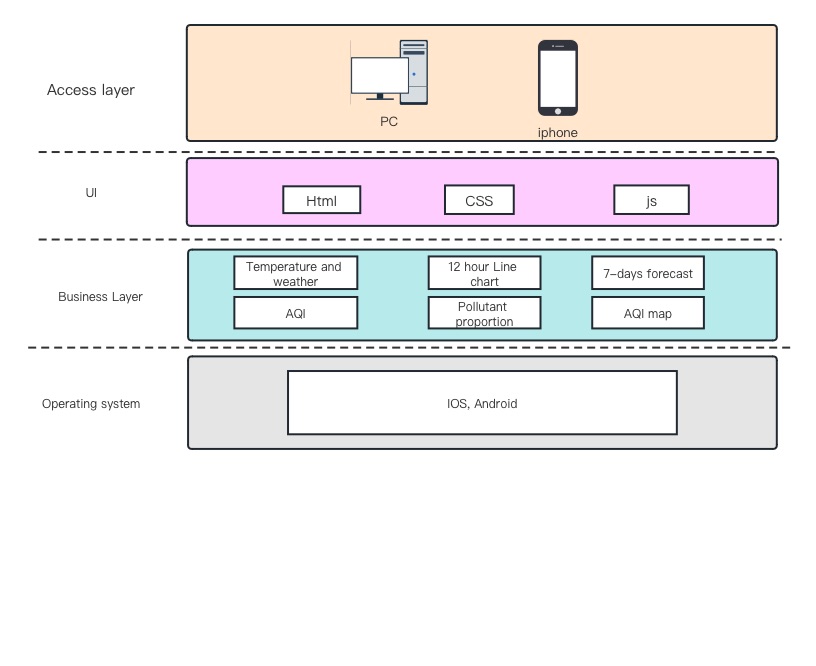 Access layer
PC
iphone
UI
Html
CSS
js
Business Layer
Temperature and
weather
12 hour Line
chart
7-days forecast
AQI
Pollutant
proportion
AQI map
Operating system
IOS, Android